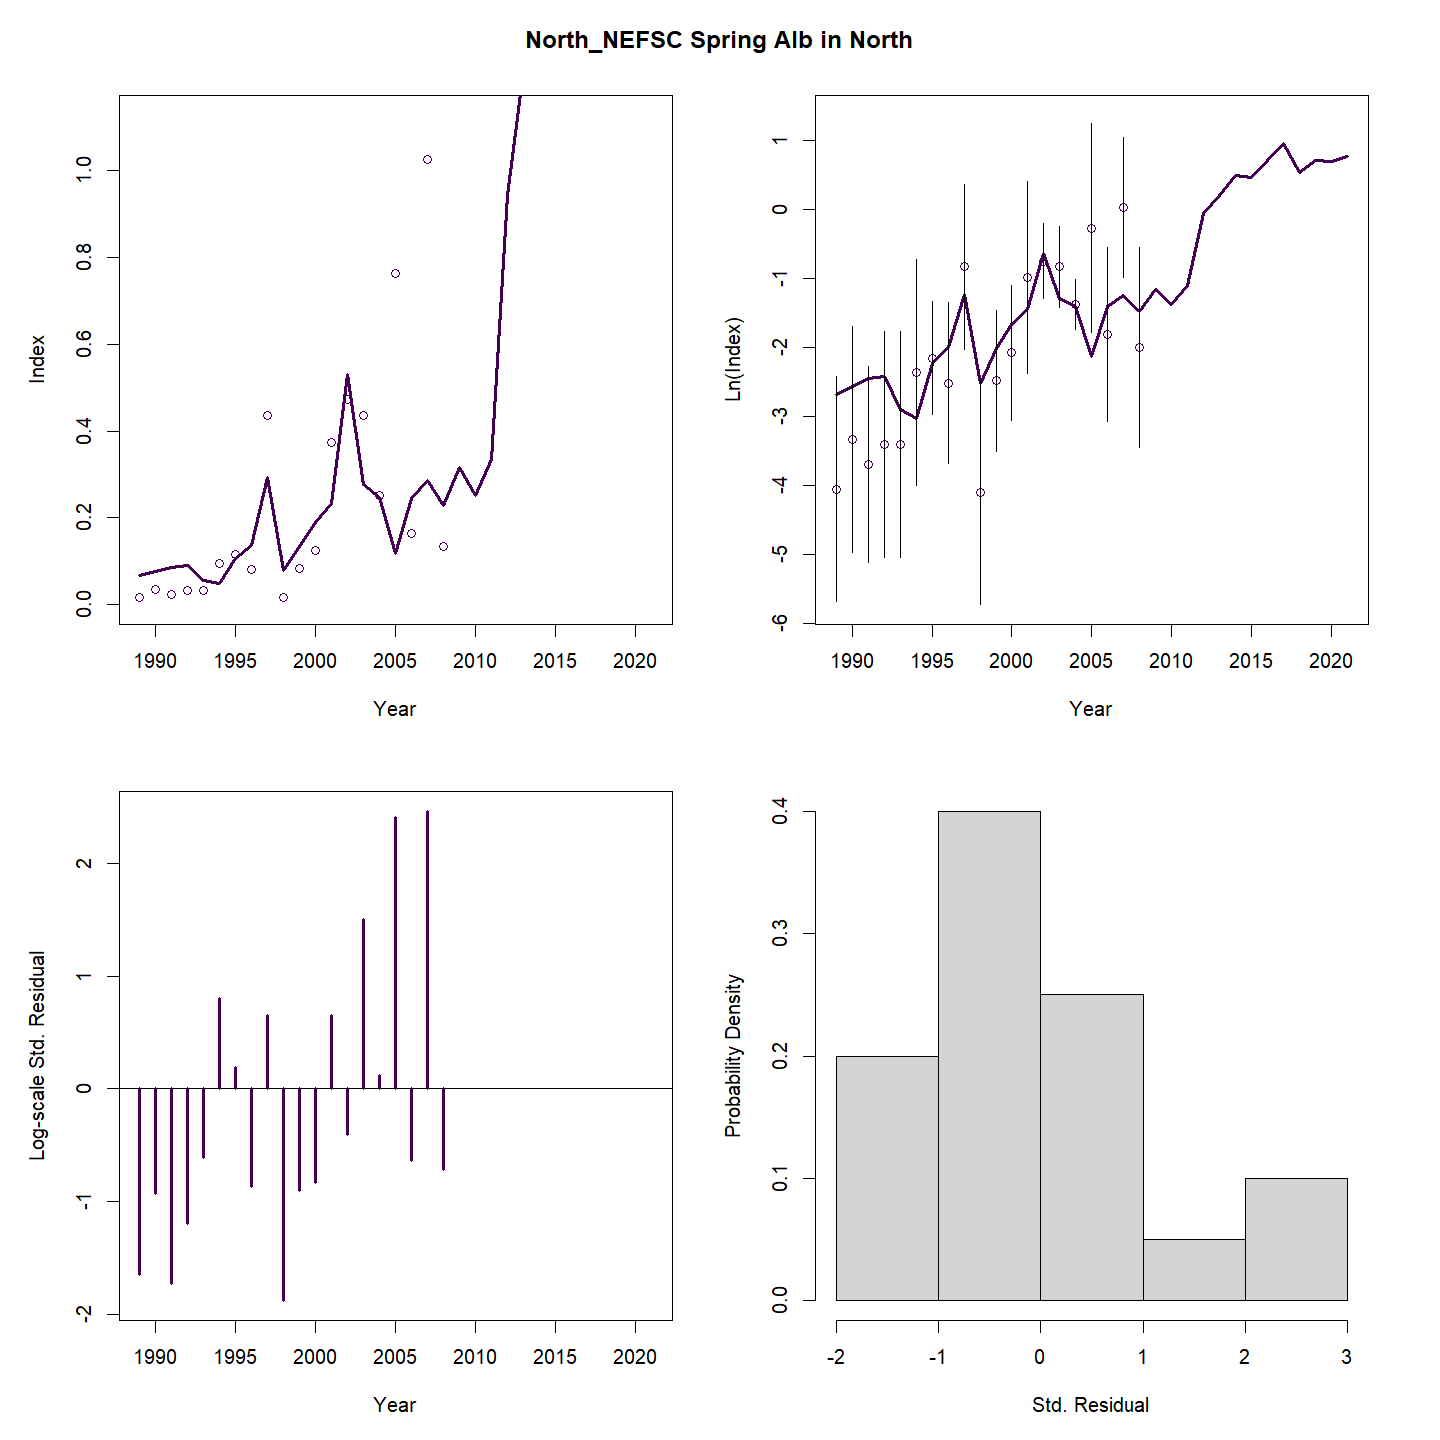 North_NEFSC Spring Alb in North
Index
0.0 0.2 0.4 0.6 0.8 1.0
1990 1995 2000 2005 2010 2015 2020
Year
Ln(Index)
-6 -5 -4 -3 -2 -1 0 1
1990 1995 2000 2005 2010 2015 2020
Year
Log-scale Std. Residual
-2 -1 0 1 2
1990 1995 2000 2005 2010 2015 2020
Year
Probability Density
0.0 0.1 0.2 0.3 0.4
-2 -1 0 1 2 3
Std. Residual